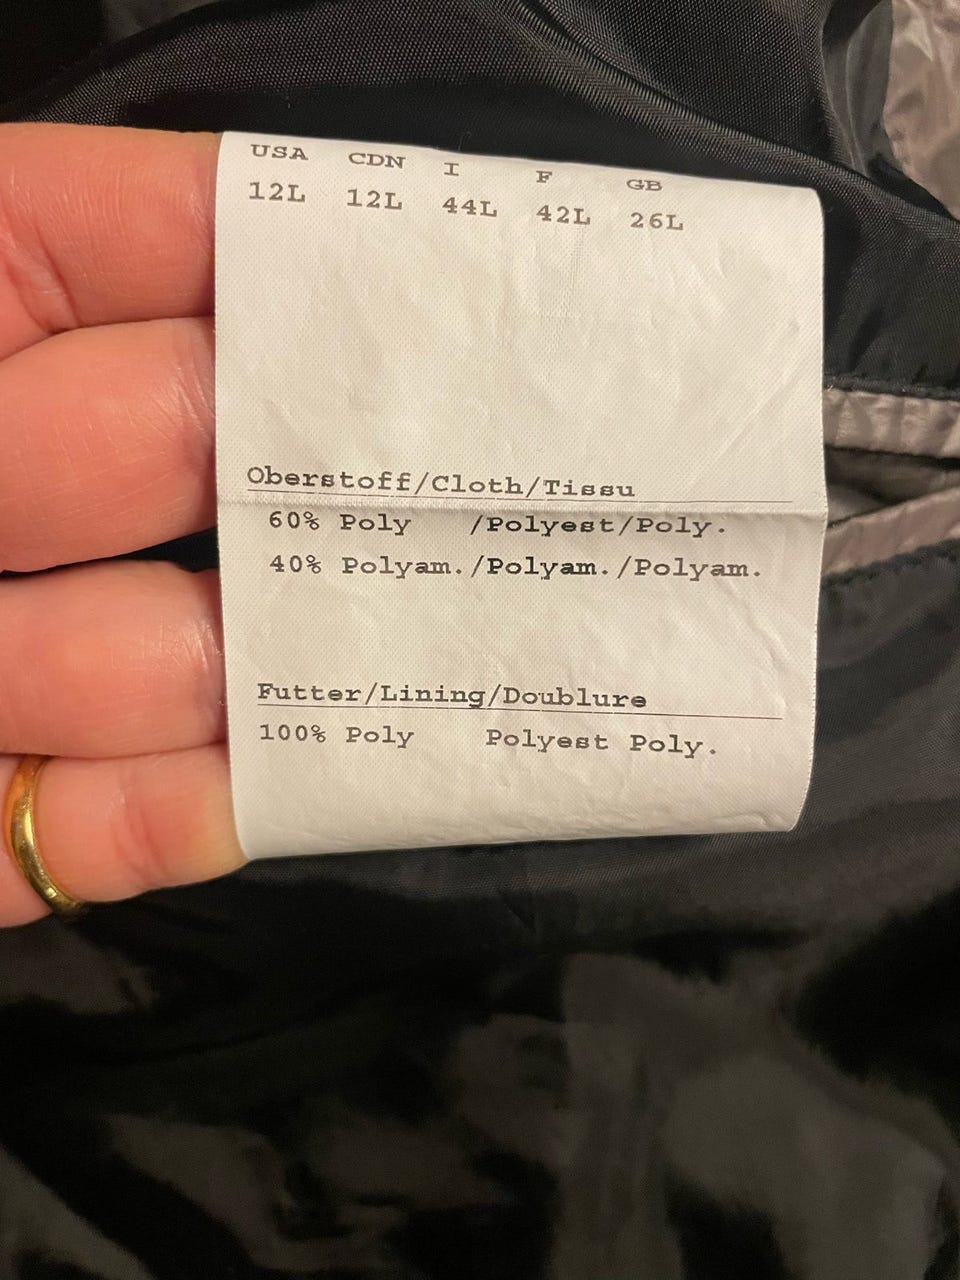 USA CDN I F GB
12L 12L 44L 42L 26L
Oberstoff/Cloth/Tissu
60% Poly /Polyest/Poly.
40% Polyam./Polyam./Polyam.
Futter/Lining/Doublure
100% Poly Polyest Poly.